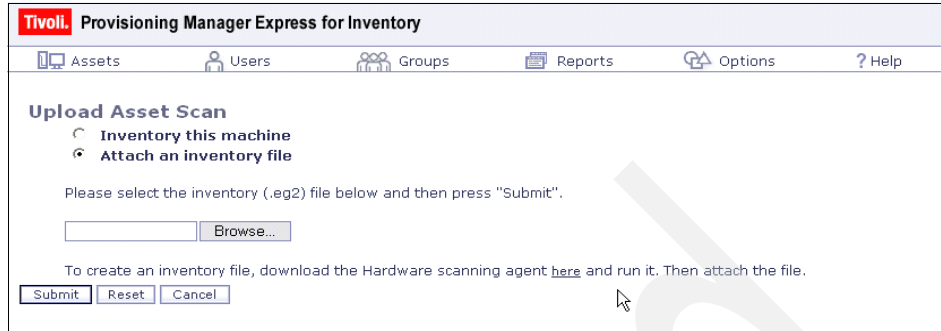 Tivoli. Provisioning Manager Express for Inventory
Assets Users Groups Reports Options ? Help
Upload Asset Scan
Inventory this machine
Attach an inventory file
Please select the inventory (.eg2) file below and then press "Submit".
Browse...
To create an inventory file, download the Hardware scanning agent here and run it. Then attach the file.
Submit Reset Cancel